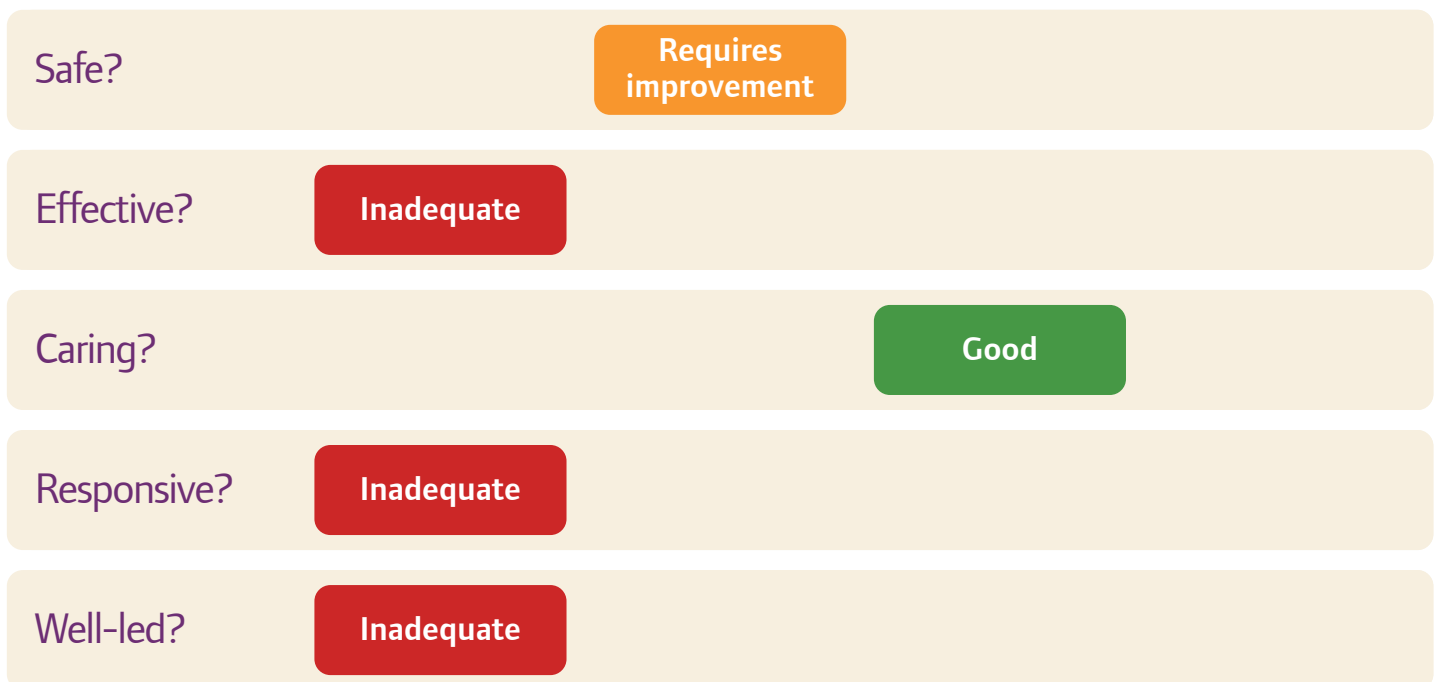 Safe?
Requires
improvement
Effective?
Inadequate
Caring?
Good
Responsive?
Inadequate
Well-led?
Inadequate